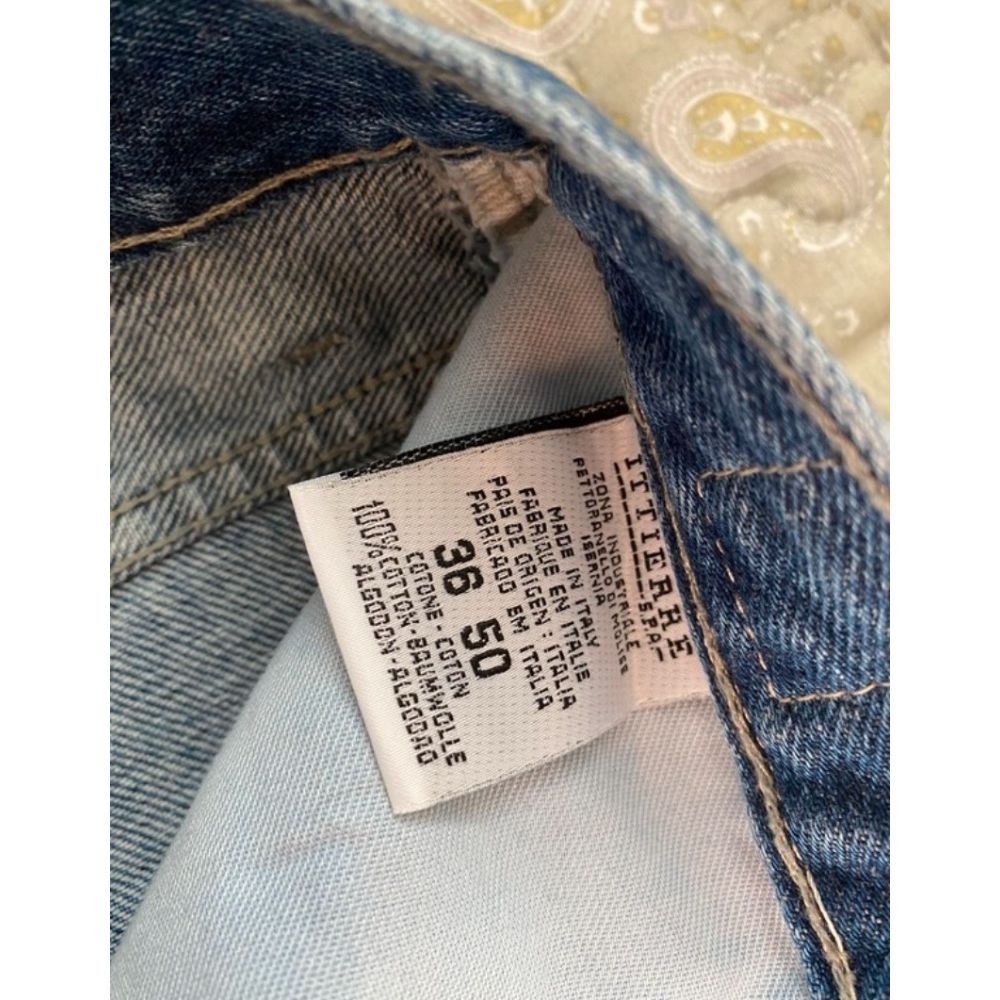 ITTIERRE
S.P.A.
ZONA INDUSTRIALE
PETTORANELLO DI MOLISE
ISERNIA
MADE IN ITALY
FABRIQUE EN ITALIE
PAIS DE ORIGEN : ITALIA
FABRICADO EM ITALIA
36 50
COTONE - COTON
100% COTTON - BAUMWOLLE
100% ALGODON - ALGODAO